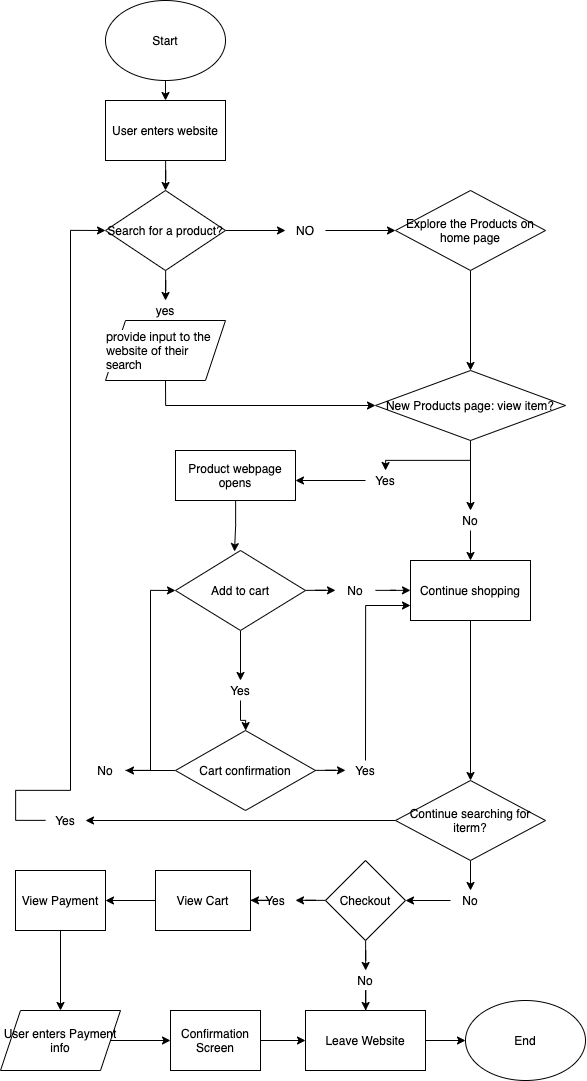 Start
User enters website
Search for a product?
NO
Explore the Products on
home page
yes
provide input to the
website of their
search
New Products page: view item?
Product webpage
opens
Yes
No
Add to cart
No
Continue shopping
Yes
No
Cart confirmation
Yes
Yes
Continue searching for
iterm?
View Payment
View Cart
Yes
Checkout
No
No
User enters Payment
info
Confirmation
Screen
Leave Website
End